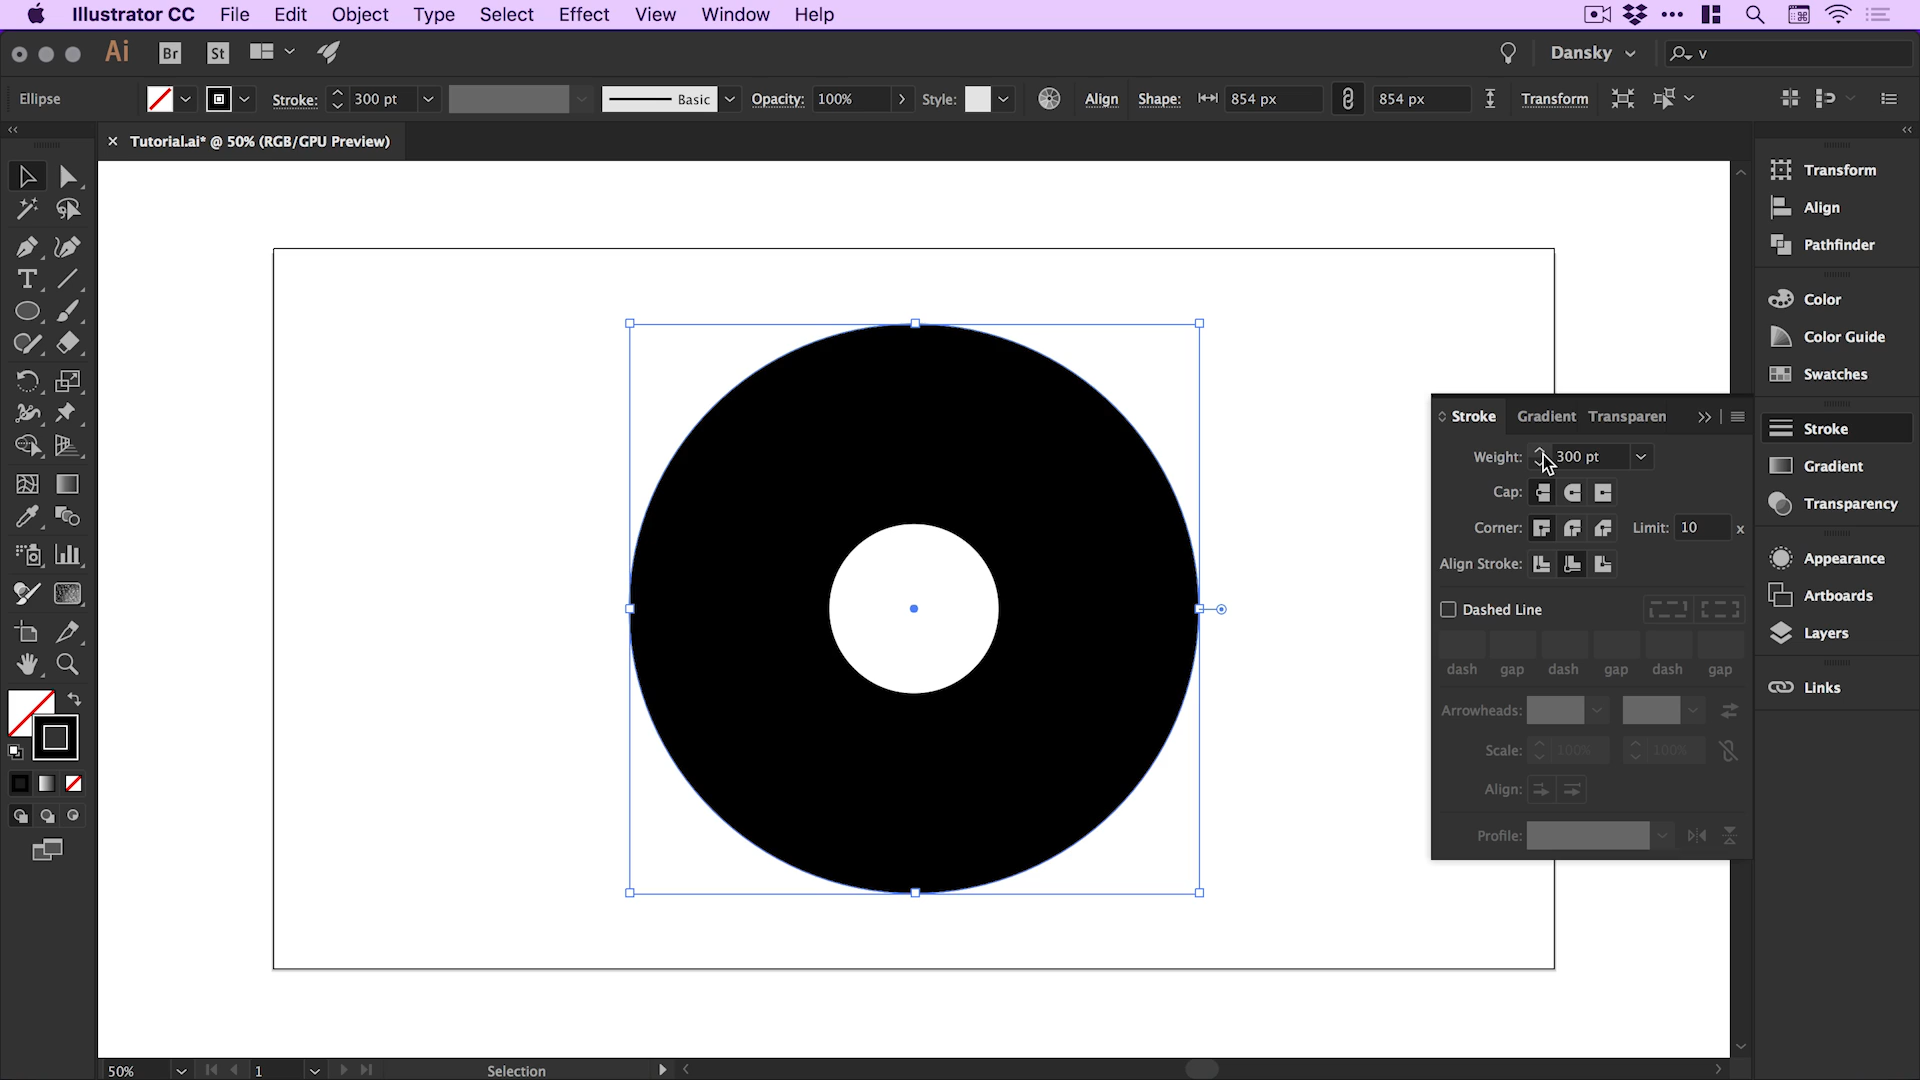 Illustrator CC File Edit Object Type Select Effect View Window Help
Ai Br St Dansky v
Ellipse Stroke: 300 pt Basic Opacity: 100% Style: Align Shape: 854 px 854 px Transform
× Tutorial.ai* @ 50% (RGB/GPU Preview)
Transform
Align
Pathfinder
Color
Color Guide
Swatches
Stroke
Gradient
Transparency
Appearance
Artboards
Layers
Links
Stroke Gradient Transparen
Weight: 300 pt
Cap:
Corner: Limit: 10 x
Align Stroke:
Dashed Line
dash gap dash gap dash gap
Arrowheads:
Scale: 100% 100%
Align:
Profile:
50% 1 Selection